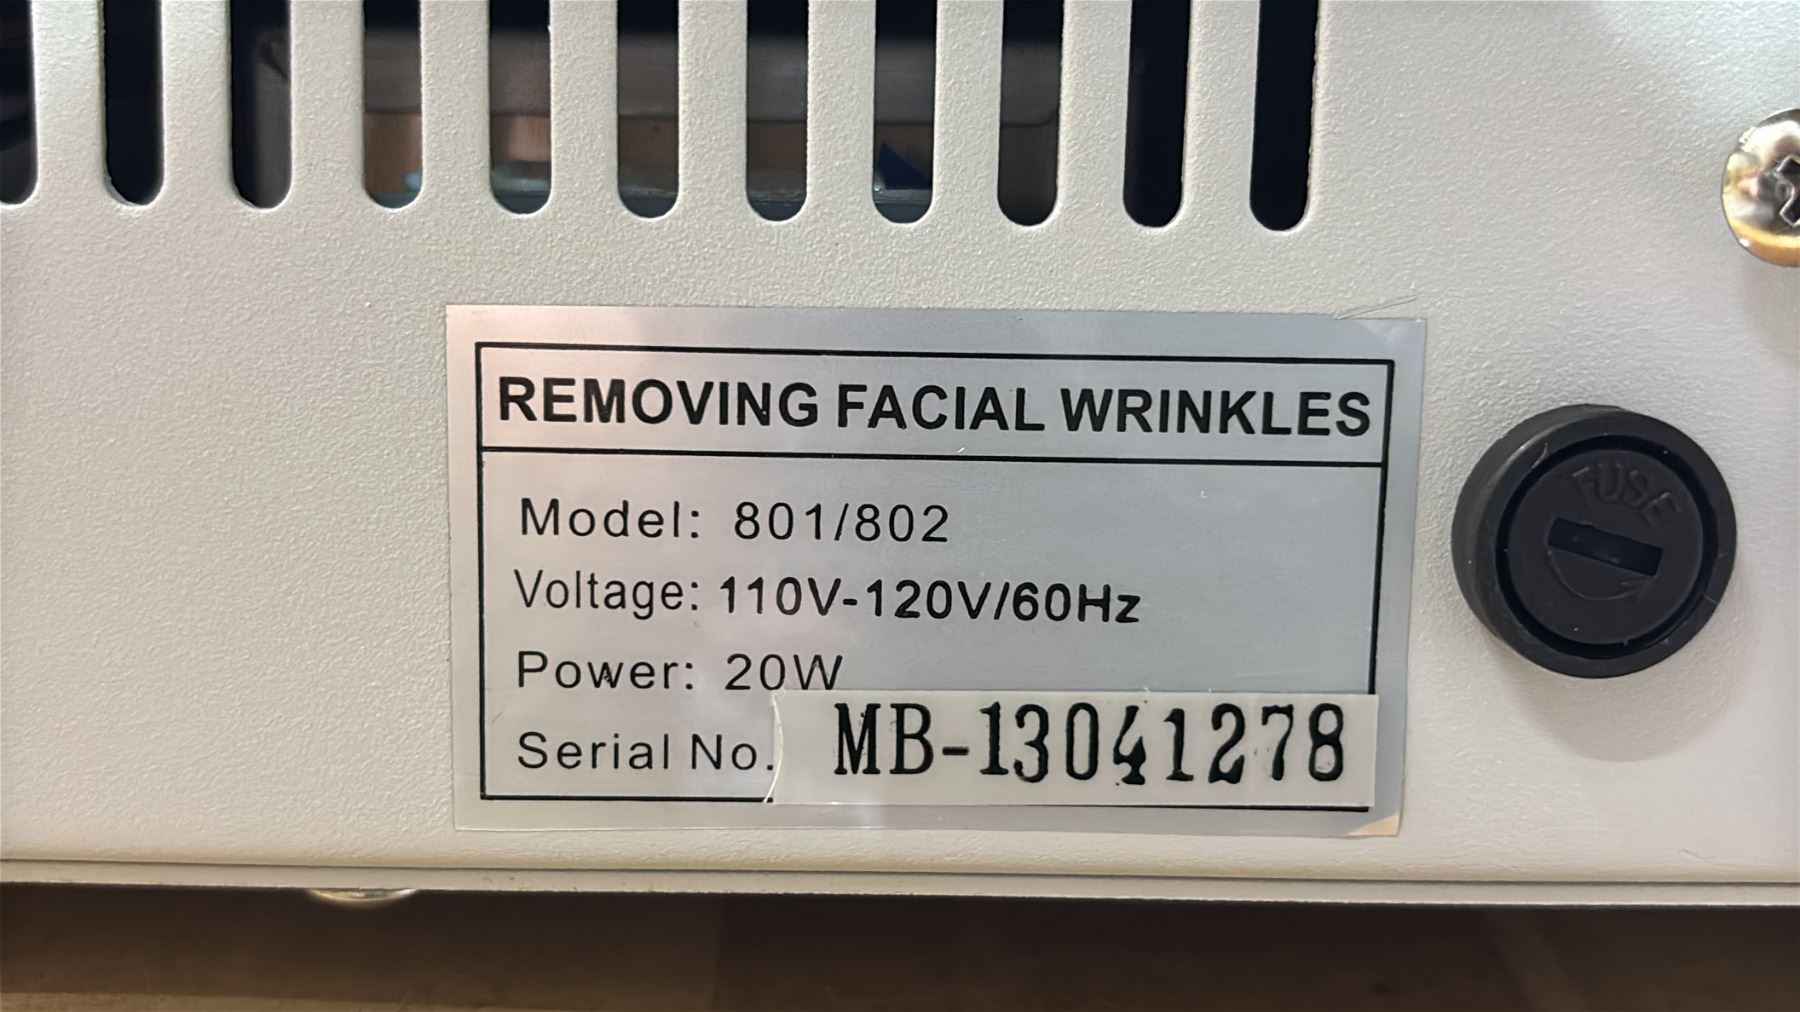 REMOVING FACIAL WRINKLES
Model: 801/802
Voltage: 110V-120V/60Hz
Power: 20W
Serial No. MB-13041278
FUSE